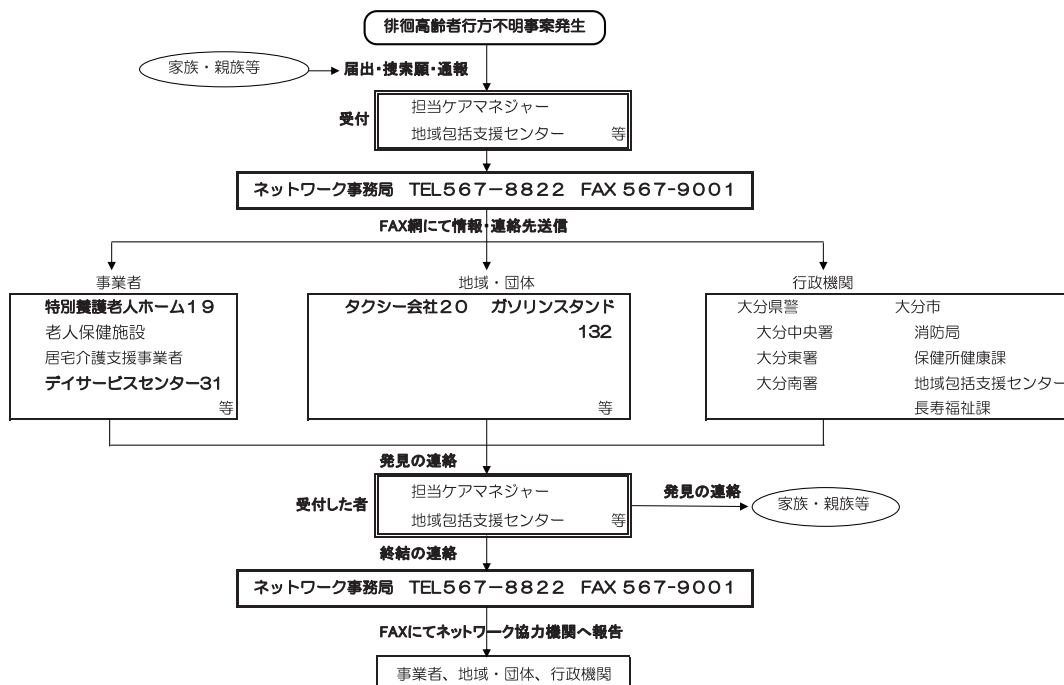 徘徊高齢者行方不明事案発生
家族・親族等
届出・捜索願・通報
受付
担当ケアマネジャー
地域包括支援センター 等
ネットワーク事務局 TEL567－8822 FAX 567-9001
FAX網にて情報・連絡先送信
事業者
特別養護老人ホーム19
老人保健施設
居宅介護支援事業者
デイサービスセンター31
等
地域・団体
タクシー会社20 ガソリンスタンド
132
等
行政機関
大分県警 大分市
大分中央署 消防局
大分東署 保健所健康課
大分南署 地域包括支援センター
長寿福祉課
発見の連絡
受付した者
担当ケアマネジャー
地域包括支援センター 等
発見の連絡
家族・親族等
終結の連絡
ネットワーク事務局 TEL567－8822 FAX 567-9001
FAXにてネットワーク協力機関へ報告
事業者、地域・団体、行政機関